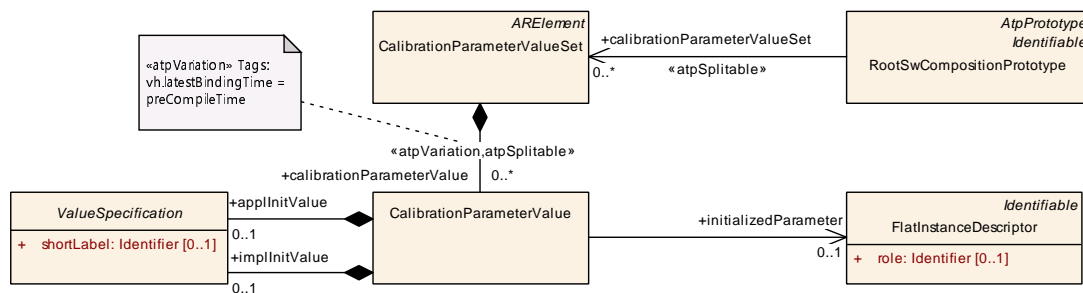 ARElement
CalibrationParameterValueSet
AtpPrototype
Identifiable
RootSwCompositionPrototype
+calibrationParameterValueSet
0..*
«atpSplitable»
«atpVariation» Tags:
vh.latestBindingTime =
preCompileTime
«atpVariation,atpSplitable»
+calibrationParameterValue
0..*
ValueSpecification
+ shortLabel: Identifier [0..1]
+applInitValue
0..1
+implInitValue
0..1
CalibrationParameterValue
+initializedParameter
0..1
Identifiable
FlatInstanceDescriptor
+ role: Identifier [0..1]